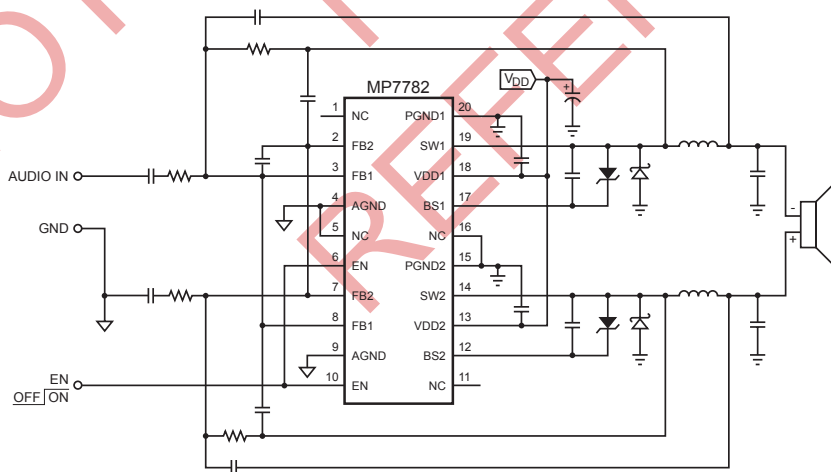 MP7782
VDD
+
1 NC PGND1 20
2 FB2 SW1 19
AUDIO IN
3 FB1 VDD1 18
4 AGND BS1 17
GND
5 NC NC 16
-
+
6 EN PGND2 15
7 FB2 SW2 14
8 FB1 VDD2 13
9 AGND BS2 12
EN
OFF ON
10 EN NC 11
REFE